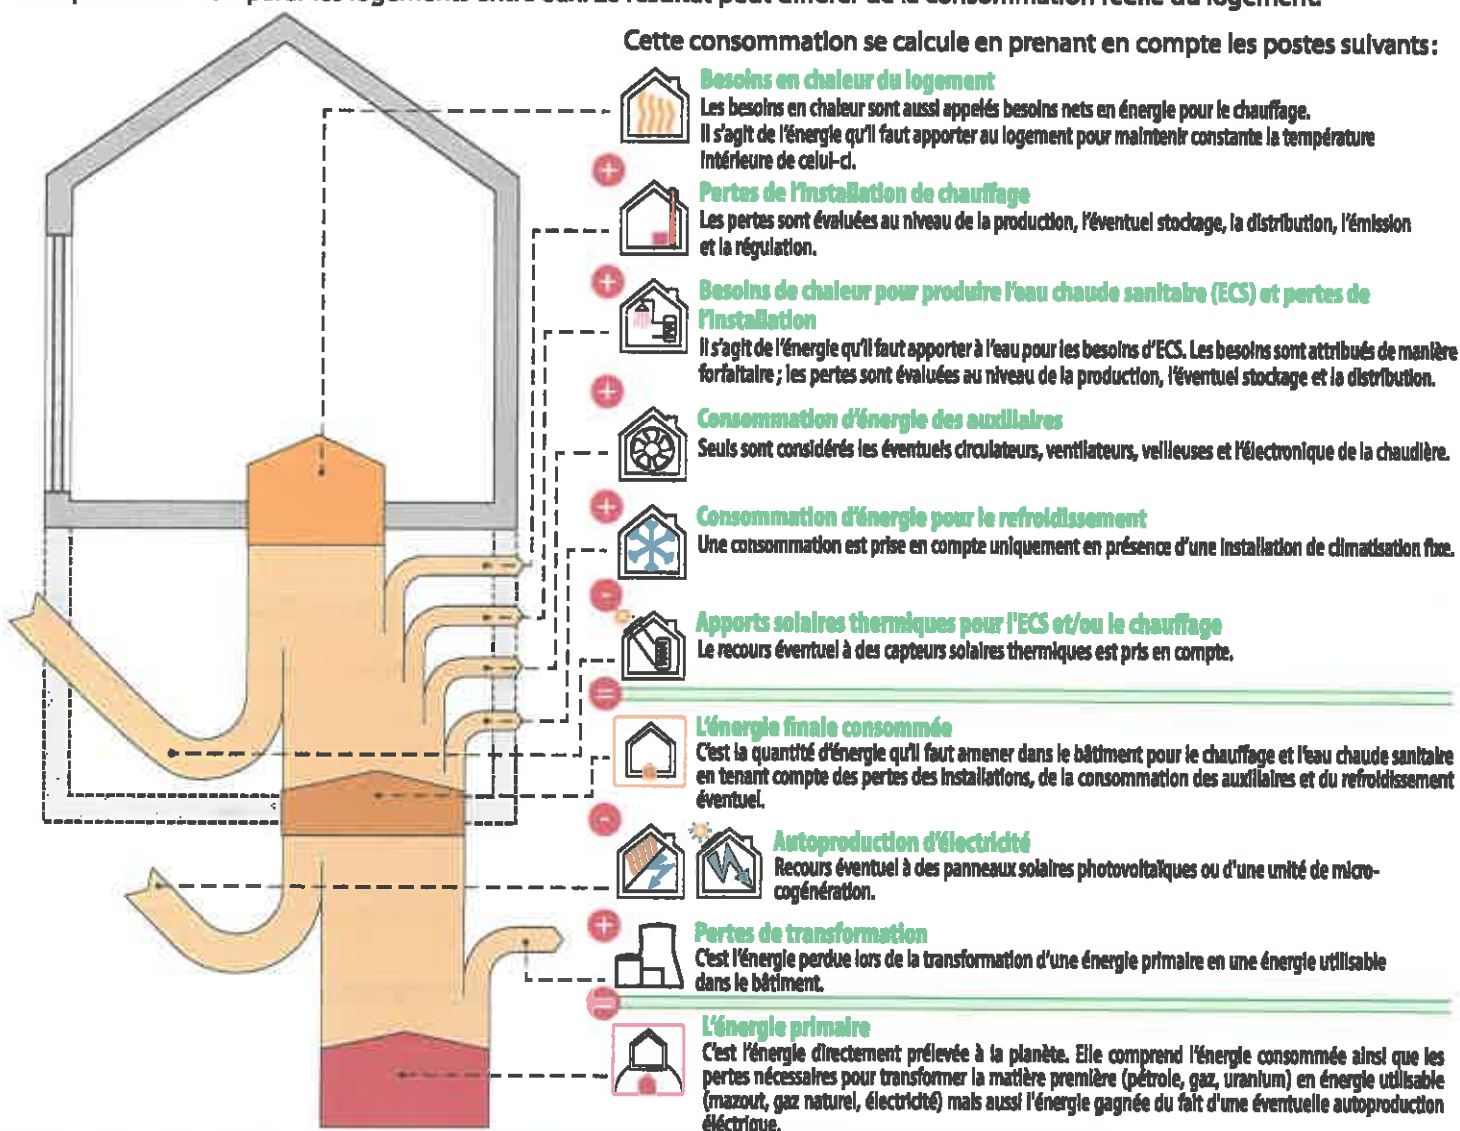 Cette consommation se calcule en prenant en compte les postes suivants :
Besoins en chaleur du logement
Les besoins en chaleur sont aussi appelés besoins nets en énergie pour le chauffage.
Il s'agit de l'énergie qu'il faut apporter au logement pour maintenir constante la température
intérieure de celui-ci.
+
Pertes de l'installation de chauffage
Les pertes sont évaluées au niveau de la production, l'éventuel stockage, la distribution, l'émission
et la régulation.
+
Besoins de chaleur pour produire l'eau chaude sanitaire (ECS) et pertes de
l'installation
Il s'agit de l'énergie qu'il faut apporter à l'eau pour les besoins d'ECS. Les besoins sont attribués de manière
forfaitaire ; les pertes sont évaluées au niveau de la production, l'éventuel stockage et la distribution.
+
Consommation d'énergie des auxiliaires
Seuls sont considérés les éventuels circulateurs, ventilateurs, veilleuses et l'électronique de la chaudière.
+
Consommation d'énergie pour le refroidissement
Une consommation est prise en compte uniquement en présence d'une installation de climatisation fixe.
-
Apports solaires thermiques pour l'ECS et/ou le chauffage
Le recours éventuel à des capteurs solaires thermiques est pris en compte.
=
L'énergie finale consommée
C'est la quantité d'énergie qu'il faut amener dans le bâtiment pour le chauffage et l'eau chaude sanitaire
en tenant compte des pertes des installations, de la consommation des auxiliaires et du refroidissement
éventuel.
-
Autoproduction d'électricité
Recours éventuel à des panneaux solaires photovoltaïques ou d'une unité de micro-
cogénération.
+
Pertes de transformation
C'est l'énergie perdue lors de la transformation d'une énergie primaire en une énergie utilisable
dans le bâtiment.
=
L'énergie primaire
C'est l'énergie directement prélevée à la planète. Elle comprend l'énergie consommée ainsi que les
pertes nécessaires pour transformer la matière première (pétrole, gaz, uranium) en énergie utilisable
(mazout, gaz naturel, électricité) mais aussi l'énergie gagnée du fait d'une éventuelle autoproduction
éléctrique.